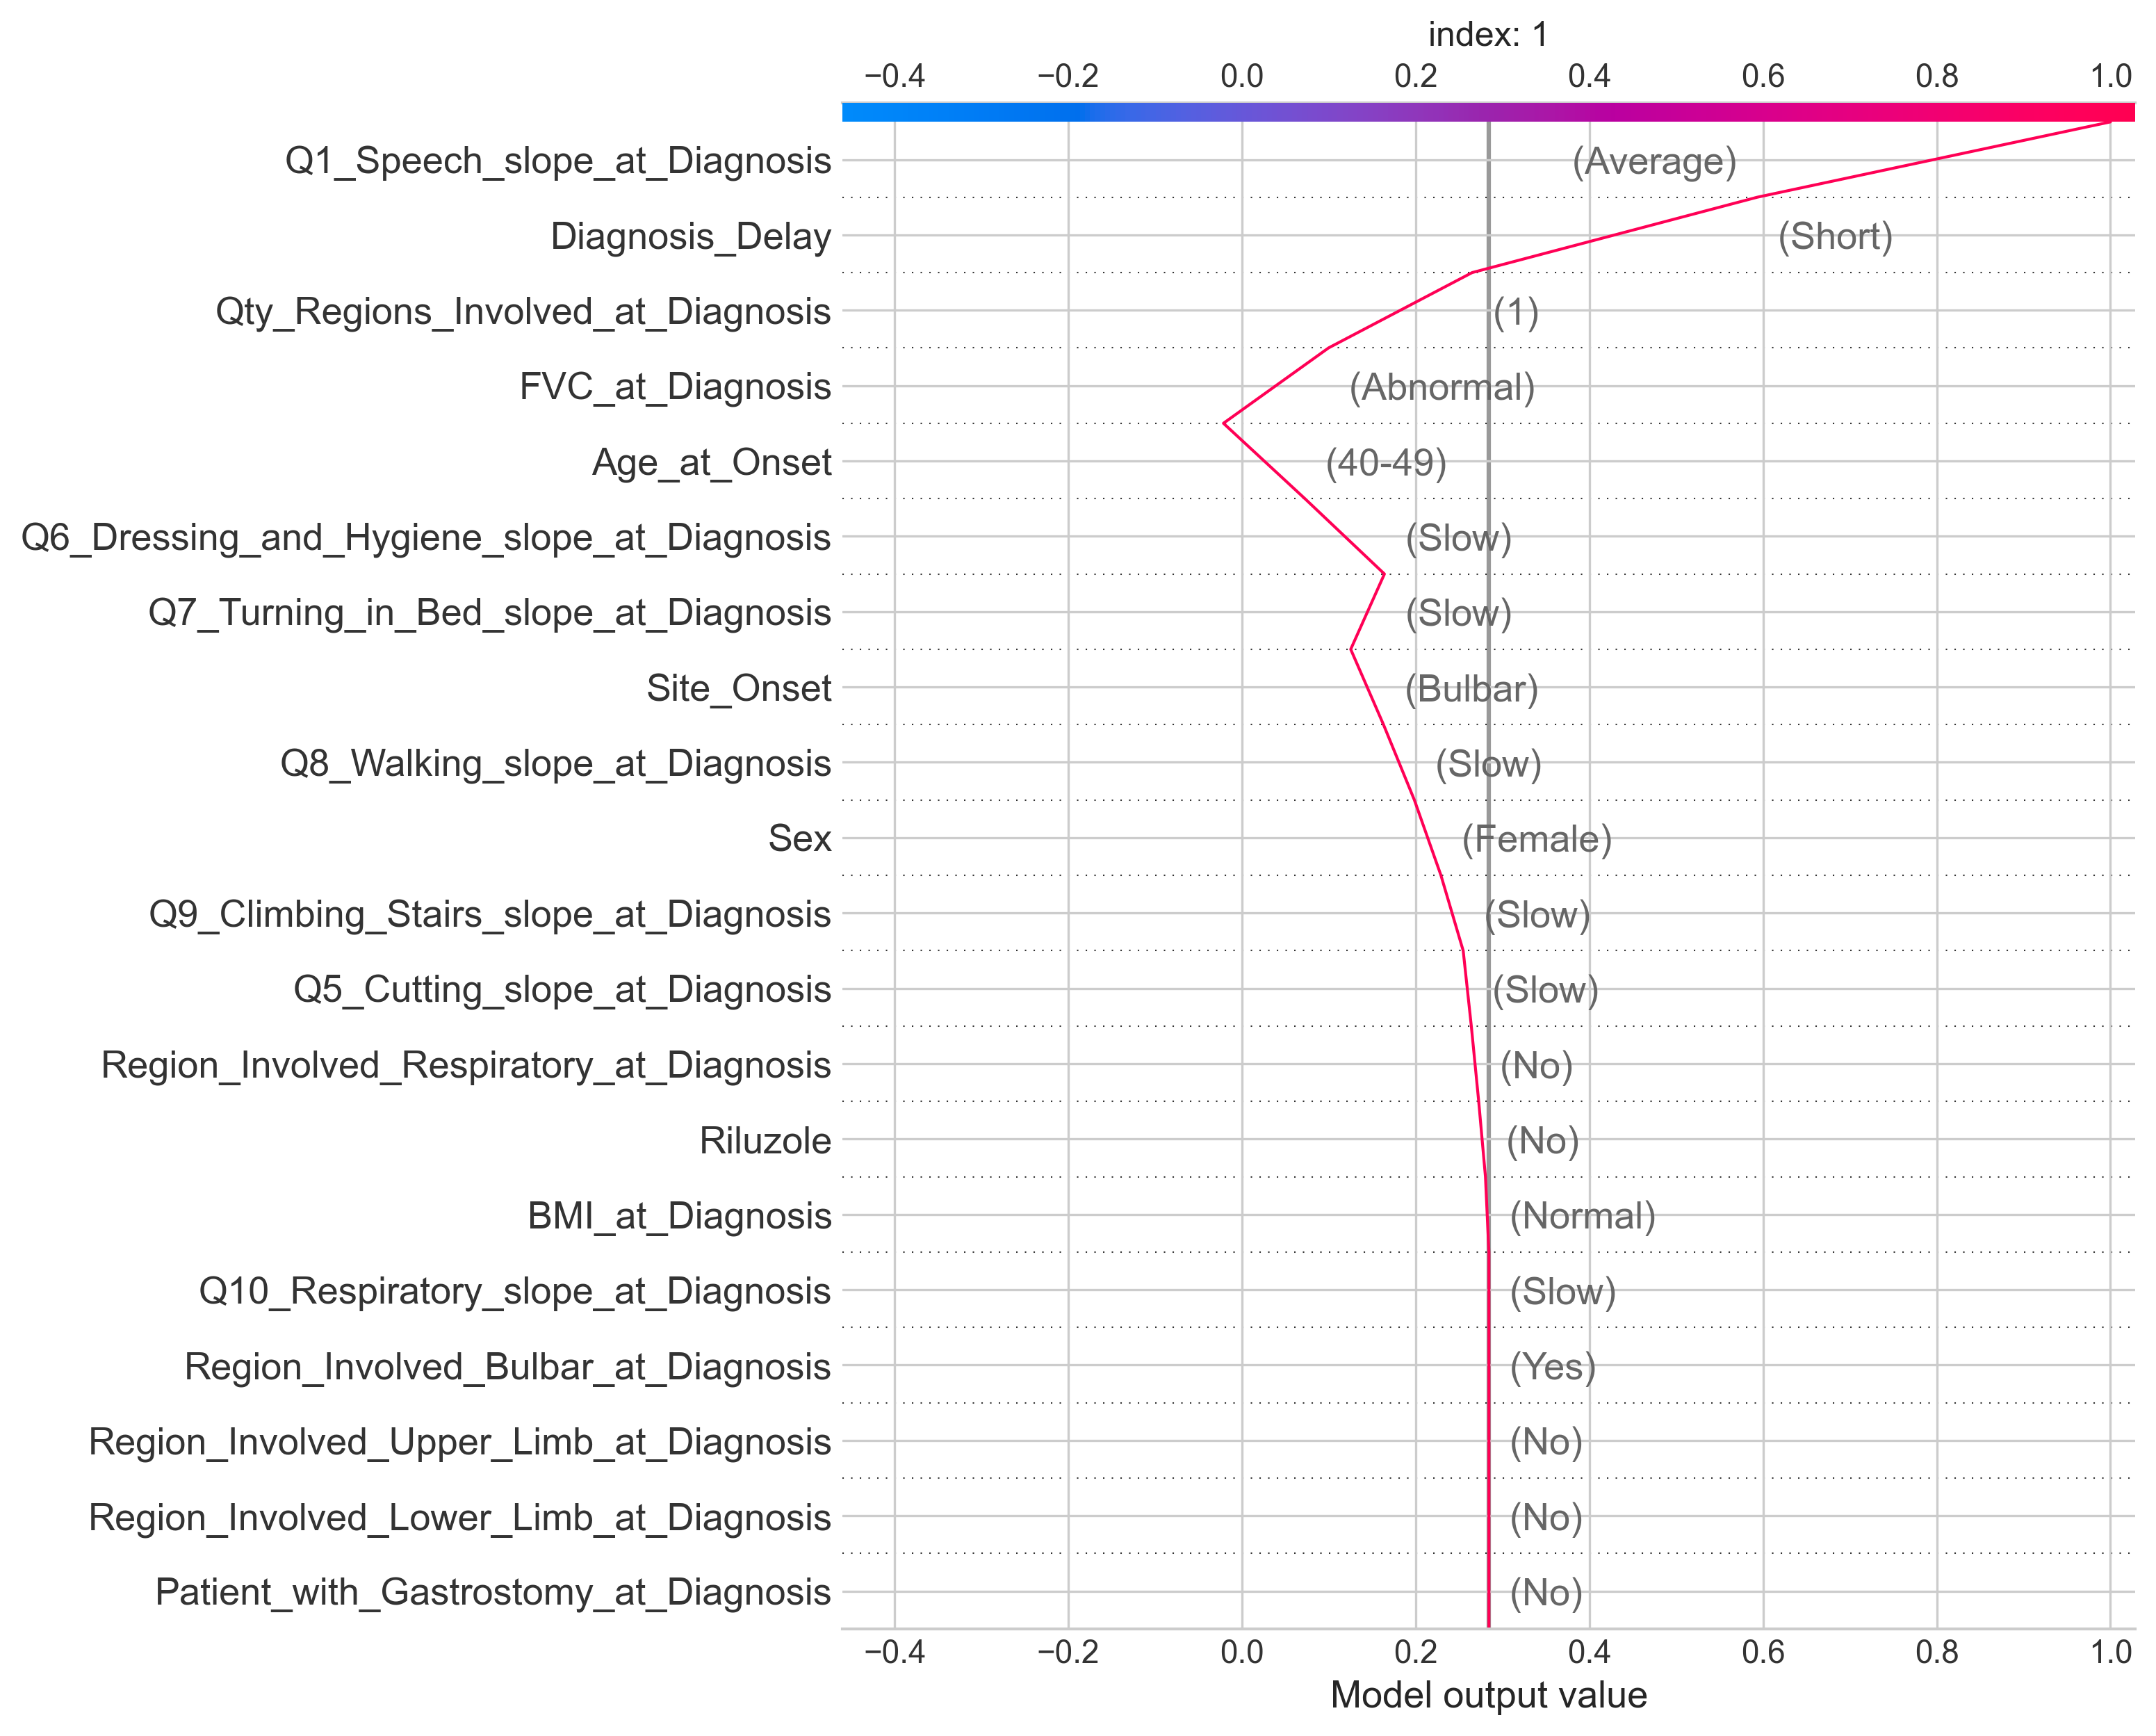 index: 1
−0.4 −0.2 0.0 0.2 0.4 0.6 0.8 1.0
Q1_Speech_slope_at_Diagnosis (Average)
Diagnosis_Delay (Short)
Qty_Regions_Involved_at_Diagnosis (1)
FVC_at_Diagnosis (Abnormal)
Age_at_Onset (40-49)
Q6_Dressing_and_Hygiene_slope_at_Diagnosis (Slow)
Q7_Turning_in_Bed_slope_at_Diagnosis (Slow)
Site_Onset (Bulbar)
Q8_Walking_slope_at_Diagnosis (Slow)
Sex (Female)
Q9_Climbing_Stairs_slope_at_Diagnosis (Slow)
Q5_Cutting_slope_at_Diagnosis (Slow)
Region_Involved_Respiratory_at_Diagnosis (No)
Riluzole (No)
BMI_at_Diagnosis (Normal)
Q10_Respiratory_slope_at_Diagnosis (Slow)
Region_Involved_Bulbar_at_Diagnosis (Yes)
Region_Involved_Upper_Limb_at_Diagnosis (No)
Region_Involved_Lower_Limb_at_Diagnosis (No)
Patient_with_Gastrostomy_at_Diagnosis (No)
−0.4 −0.2 0.0 0.2 0.4 0.6 0.8 1.0
Model output value